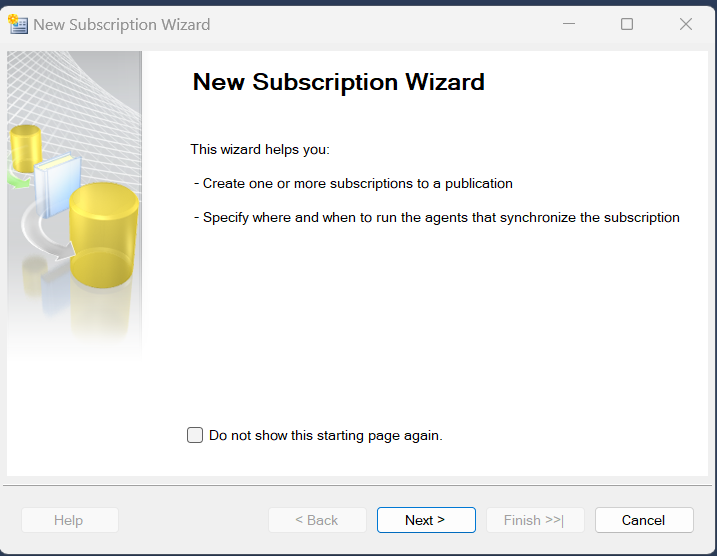 New Subscription Wizard
New Subscription Wizard
This wizard helps you:
- Create one or more subscriptions to a publication
- Specify where and when to run the agents that synchronize the subscription
Do not show this starting page again.
Help
< Back
Next >
Finish >>|
Cancel